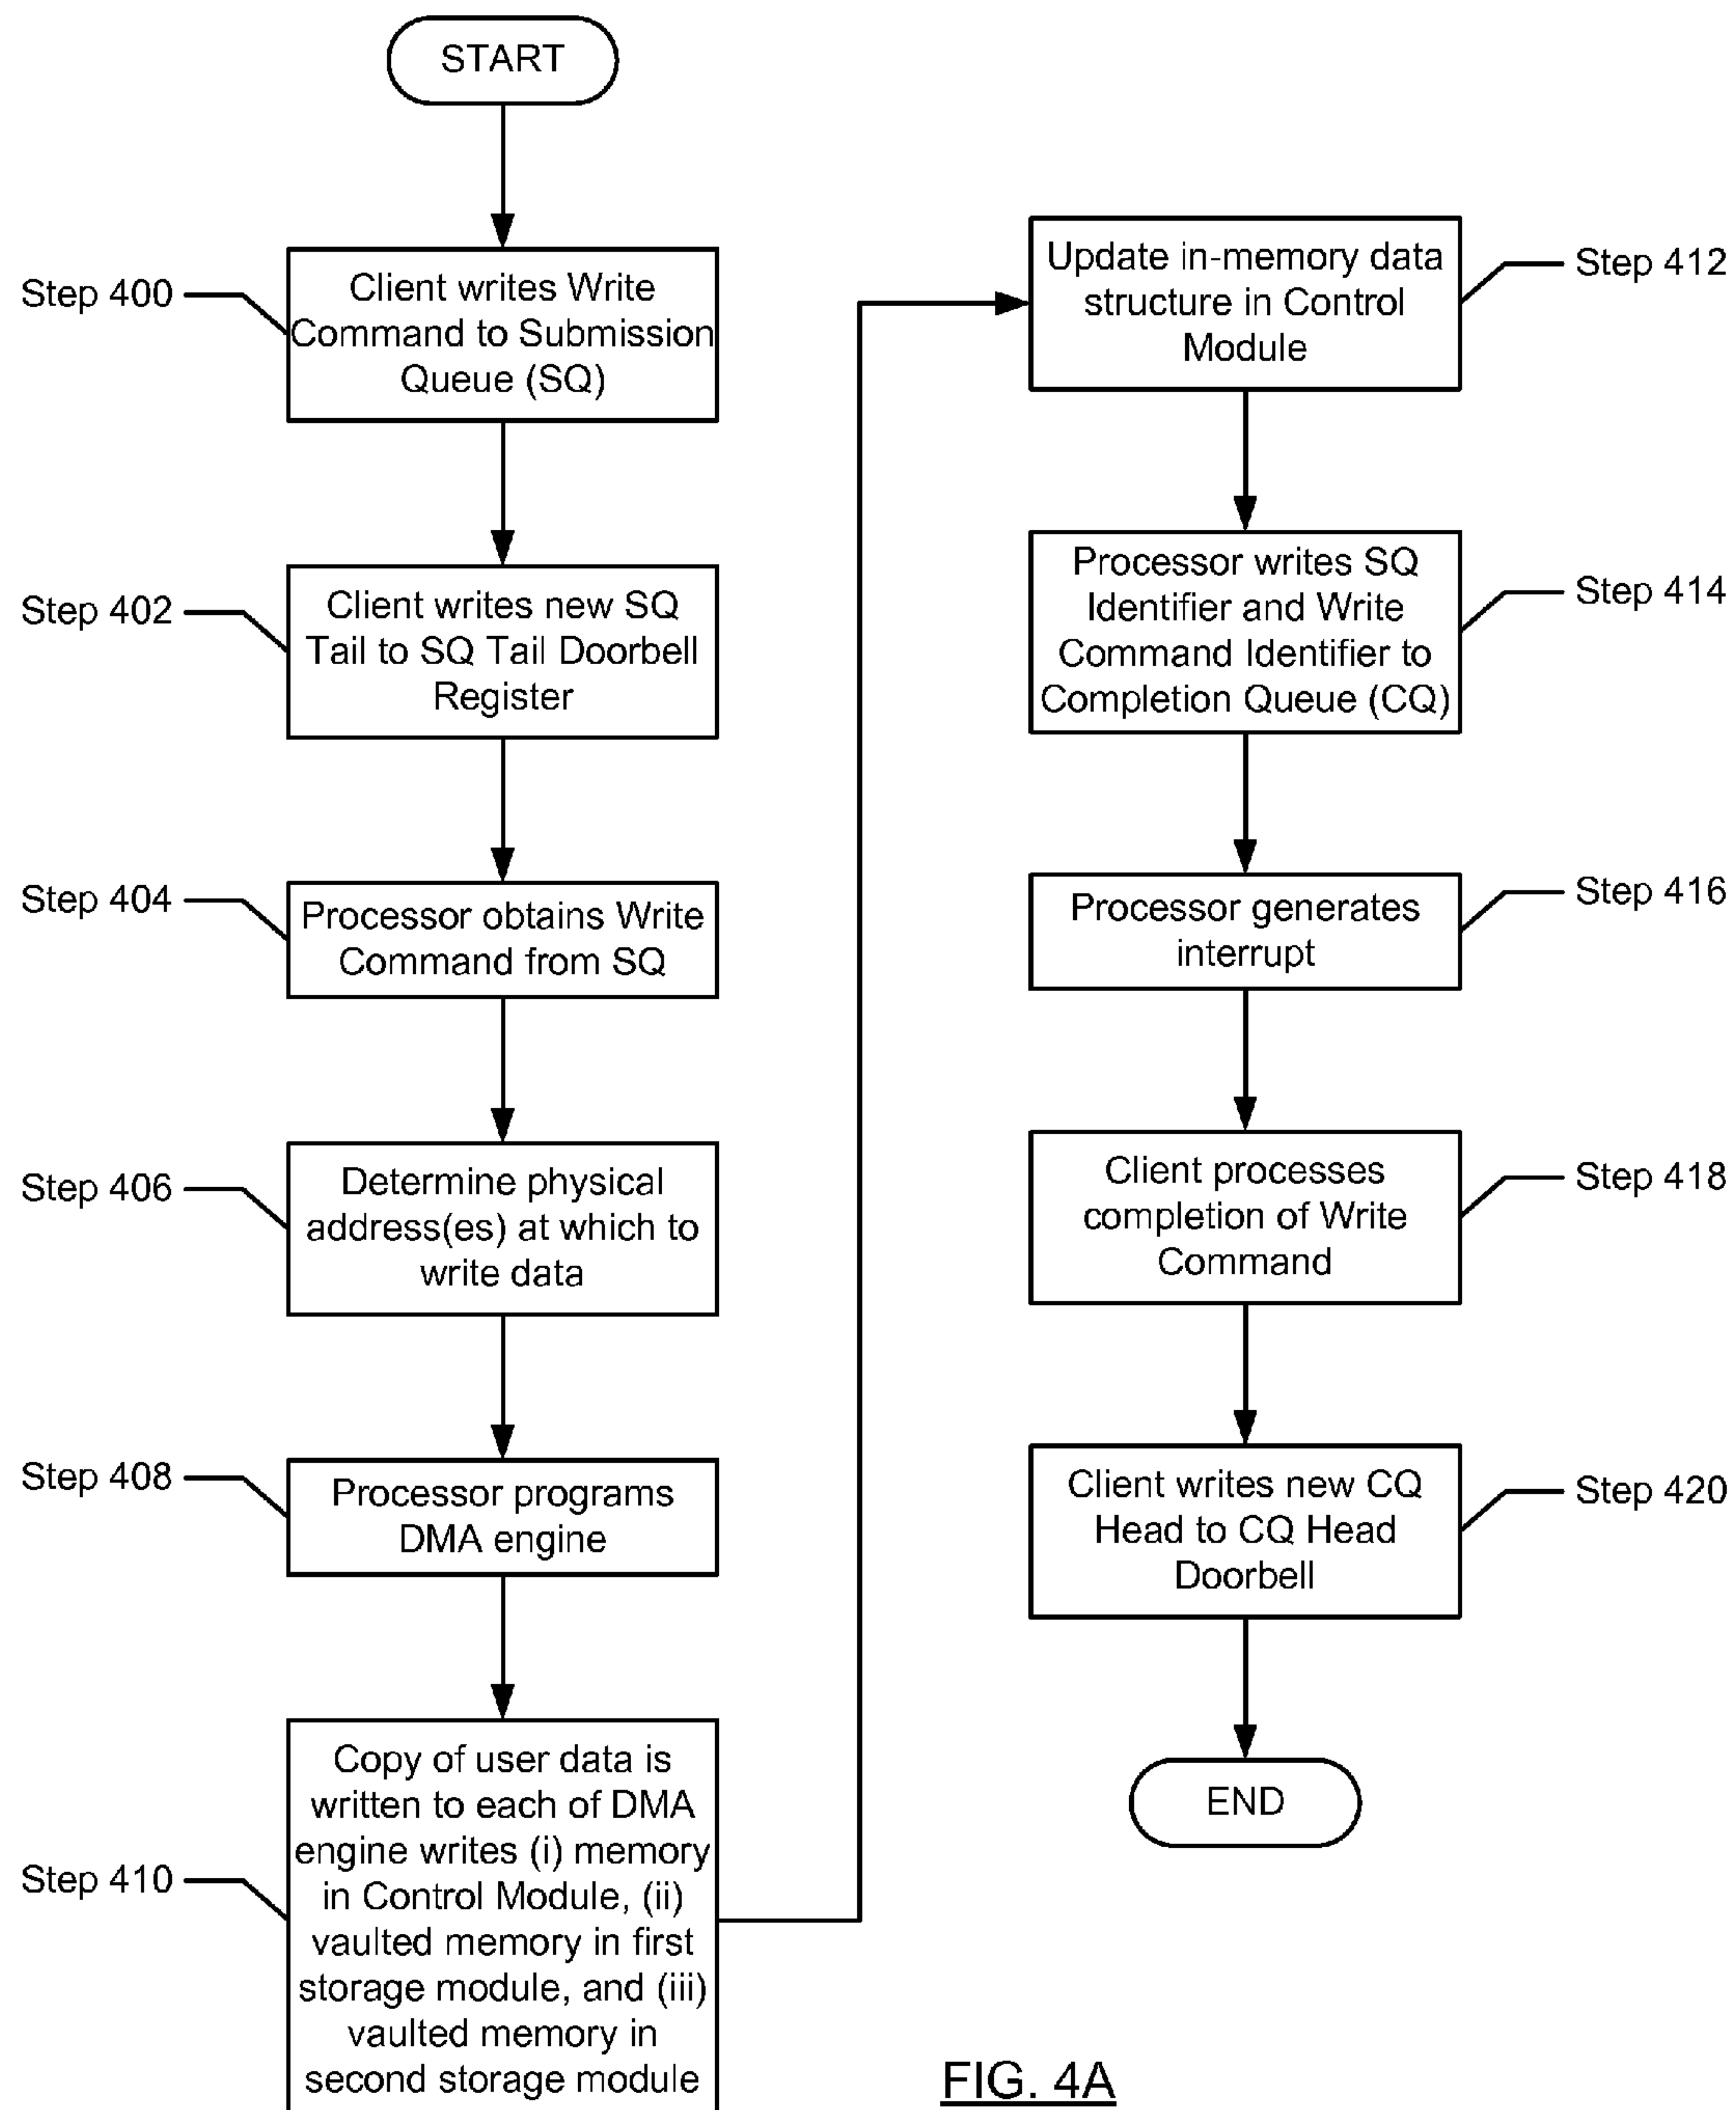 START
Step 400
Client writes Write
Command to Submission
Queue (SQ)
Step 402
Client writes new SQ
Tail to SQ Tail Doorbell
Register
Step 404
Processor obtains Write
Command from SQ
Step 406
Determine physical
address(es) at which to
write data
Step 408
Processor programs
DMA engine
Step 410
Copy of user data is
written to each of DMA
engine writes (i) memory
in Control Module, (ii)
vaulted memory in first
storage module, and (iii)
vaulted memory in
second storage module
Update in-memory data
structure in Control
Module
Step 412
Processor writes SQ
Identifier and Write
Command Identifier to
Completion Queue (CQ)
Step 414
Processor generates
interrupt
Step 416
Client processes
completion of Write
Command
Step 418
Client writes new CQ
Head to CQ Head
Doorbell
Step 420
END
FIG. 4A